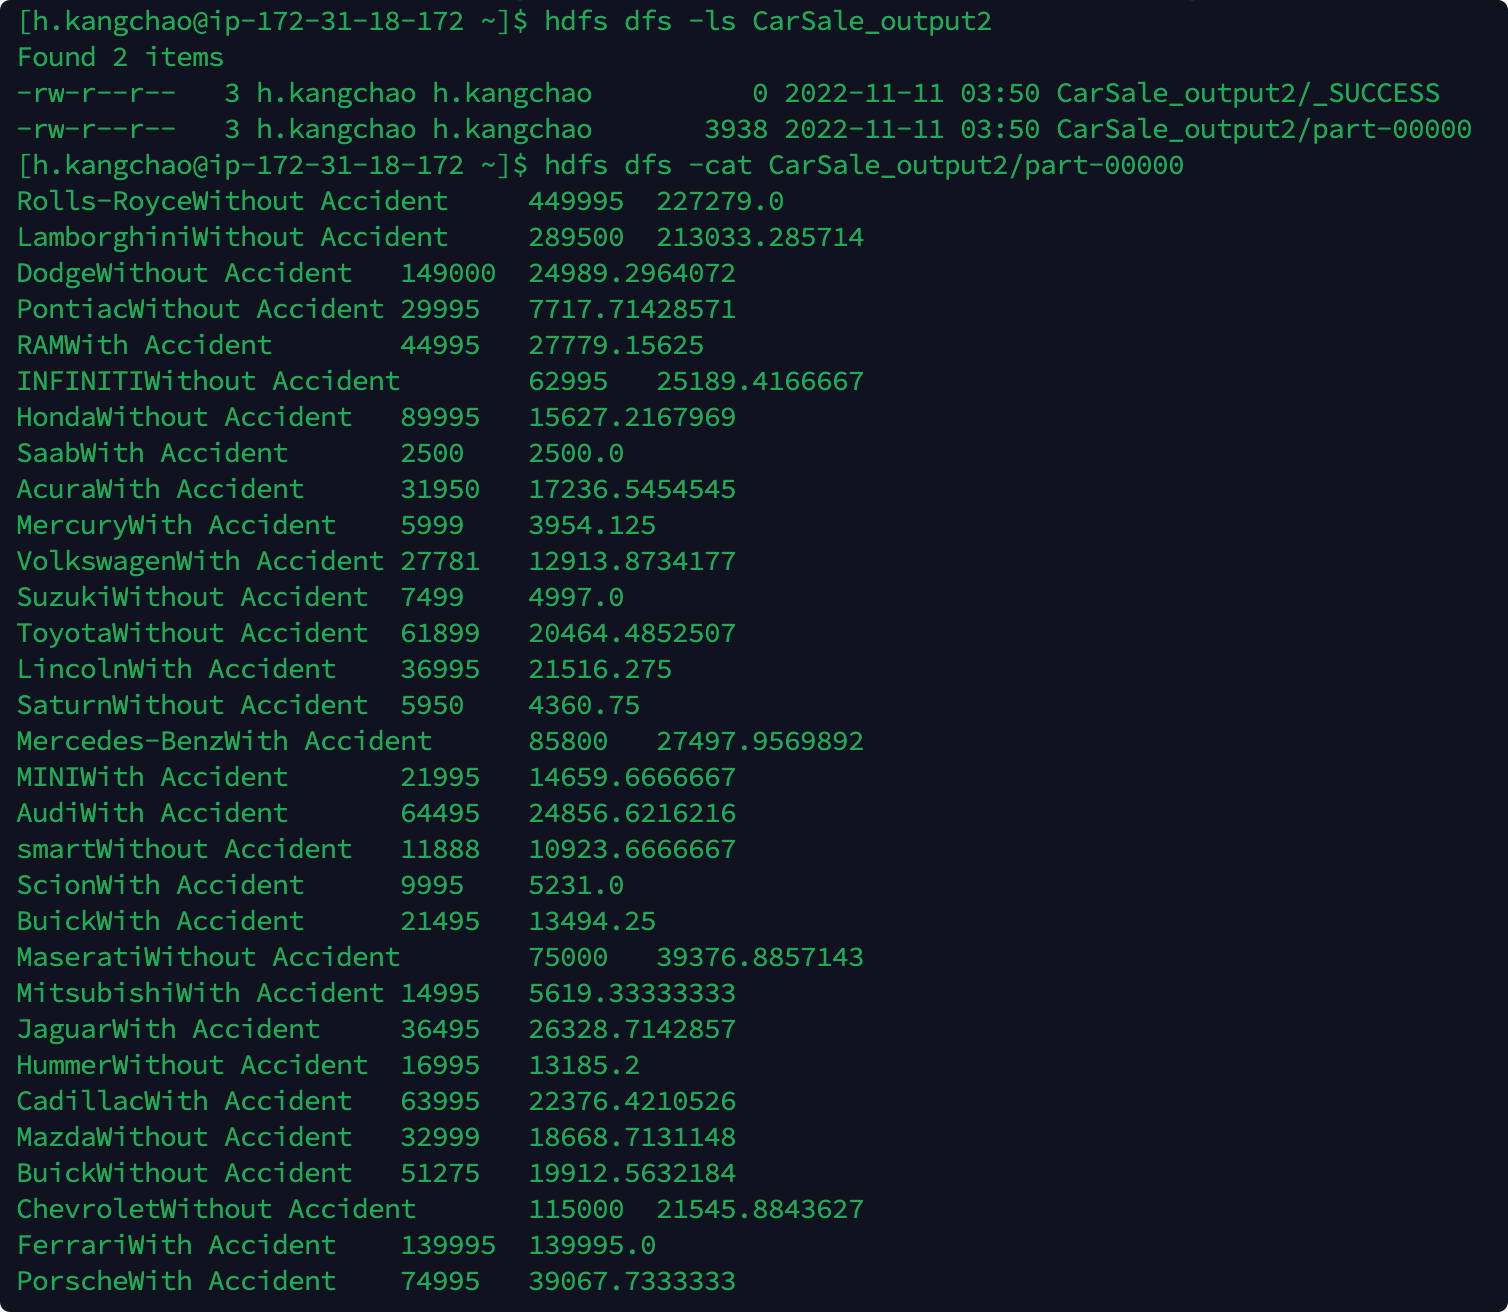 [h.kangchao@ip-172-31-18-172 ~]$ hdfs dfs -ls CarSale_output2
Found 2 items
-rw-r--r--   3 h.kangchao h.kangchao          0 2022-11-11 03:50 CarSale_output2/_SUCCESS
-rw-r--r--   3 h.kangchao h.kangchao       3938 2022-11-11 03:50 CarSale_output2/part-00000
[h.kangchao@ip-172-31-18-172 ~]$ hdfs dfs -cat CarSale_output2/part-00000
Rolls-RoyceWithout Accident     449995  227279.0
LamborghiniWithout Accident     289500  213033.285714
DodgeWithout Accident   149000  24989.2964072
PontiacWithout Accident 29995   7717.71428571
RAMWith Accident        44995   27779.15625
INFINITIWithout Accident        62995   25189.4166667
HondaWithout Accident   89995   15627.2167969
SaabWith Accident       2500    2500.0
AcuraWith Accident      31950   17236.5454545
MercuryWith Accident    5999    3954.125
VolkswagenWith Accident 27781   12913.8734177
SuzukiWithout Accident  7499    4997.0
ToyotaWithout Accident  61899   20464.4852507
LincolnWith Accident    36995   21516.275
SaturnWithout Accident  5950    4360.75
Mercedes-BenzWith Accident      85800   27497.9569892
MINIWith Accident       21995   14659.6666667
AudiWith Accident       64495   24856.6216216
smartWithout Accident   11888   10923.6666667
ScionWith Accident      9995    5231.0
BuickWith Accident      21495   13494.25
MaseratiWithout Accident        75000   39376.8857143
MitsubishiWith Accident 14995   5619.33333333
JaguarWith Accident     36495   26328.7142857
HummerWithout Accident  16995   13185.2
CadillacWith Accident   63995   22376.4210526
MazdaWithout Accident   32999   18668.7131148
BuickWithout Accident   51275   19912.5632184
ChevroletWithout Accident       115000  21545.8843627
FerrariWith Accident    139995  139995.0
PorscheWith Accident    74995   39067.7333333